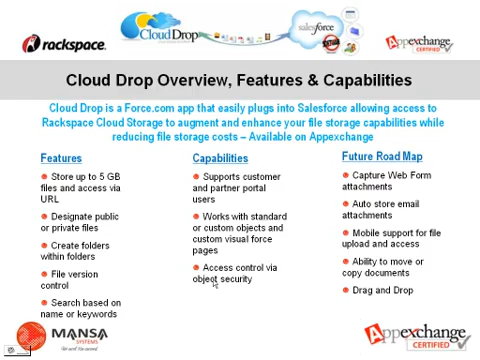 rackspace.
HOSTING
Cloud Drop
salesforce
Appexchange
CERTIFIED
Cloud Drop Overview, Features & Capabilities
Cloud Drop is a Force.com app that easily plugs into Salesforce allowing access to
Rackspace Cloud Storage to augment and enhance your file storage capabilities while
reducing file storage costs – Available on Appexchange
Features
Store up to 5 GB
files and access via
URL
Designate public
or private files
Create folders
within folders
File version
control
Search based on
name or keywords
Capabilities
Supports customer
and partner portal
users
Works with standard
or custom objects and
custom visual force
pages
Access control via
object security
Future Road Map
Capture Web Form
attachments
Auto store email
attachments
Mobile support for file
upload and access
Ability to move or
copy documents
Drag and Drop
MANSA
SYSTEMS
Appexchange
CERTIFIED